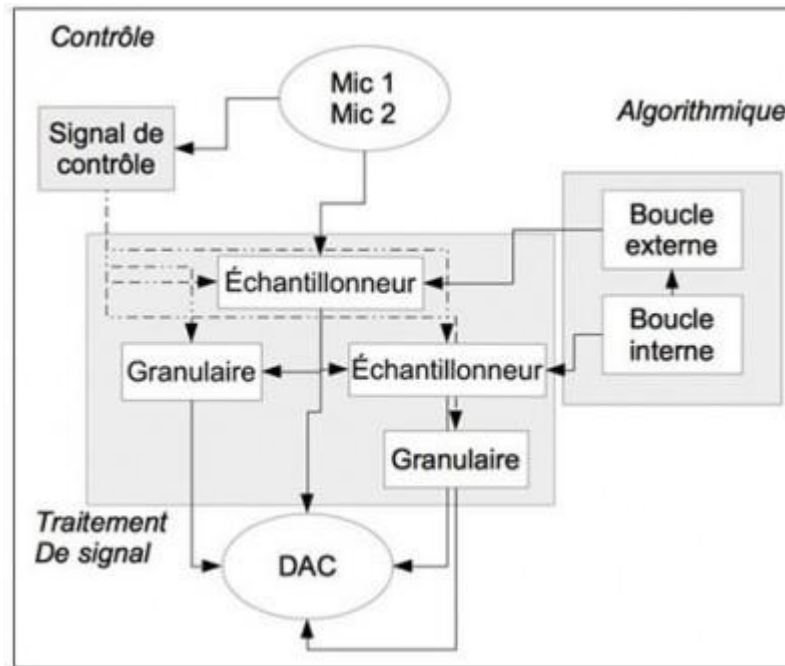 Contrôle
Mic 1
Mic 2
Algorithmique
Signal de
contrôle
Boucle
externe
Échantillonneur
Boucle
interne
Granulaire
Échantillonneur
Granulaire
Traitement
De signal
DAC